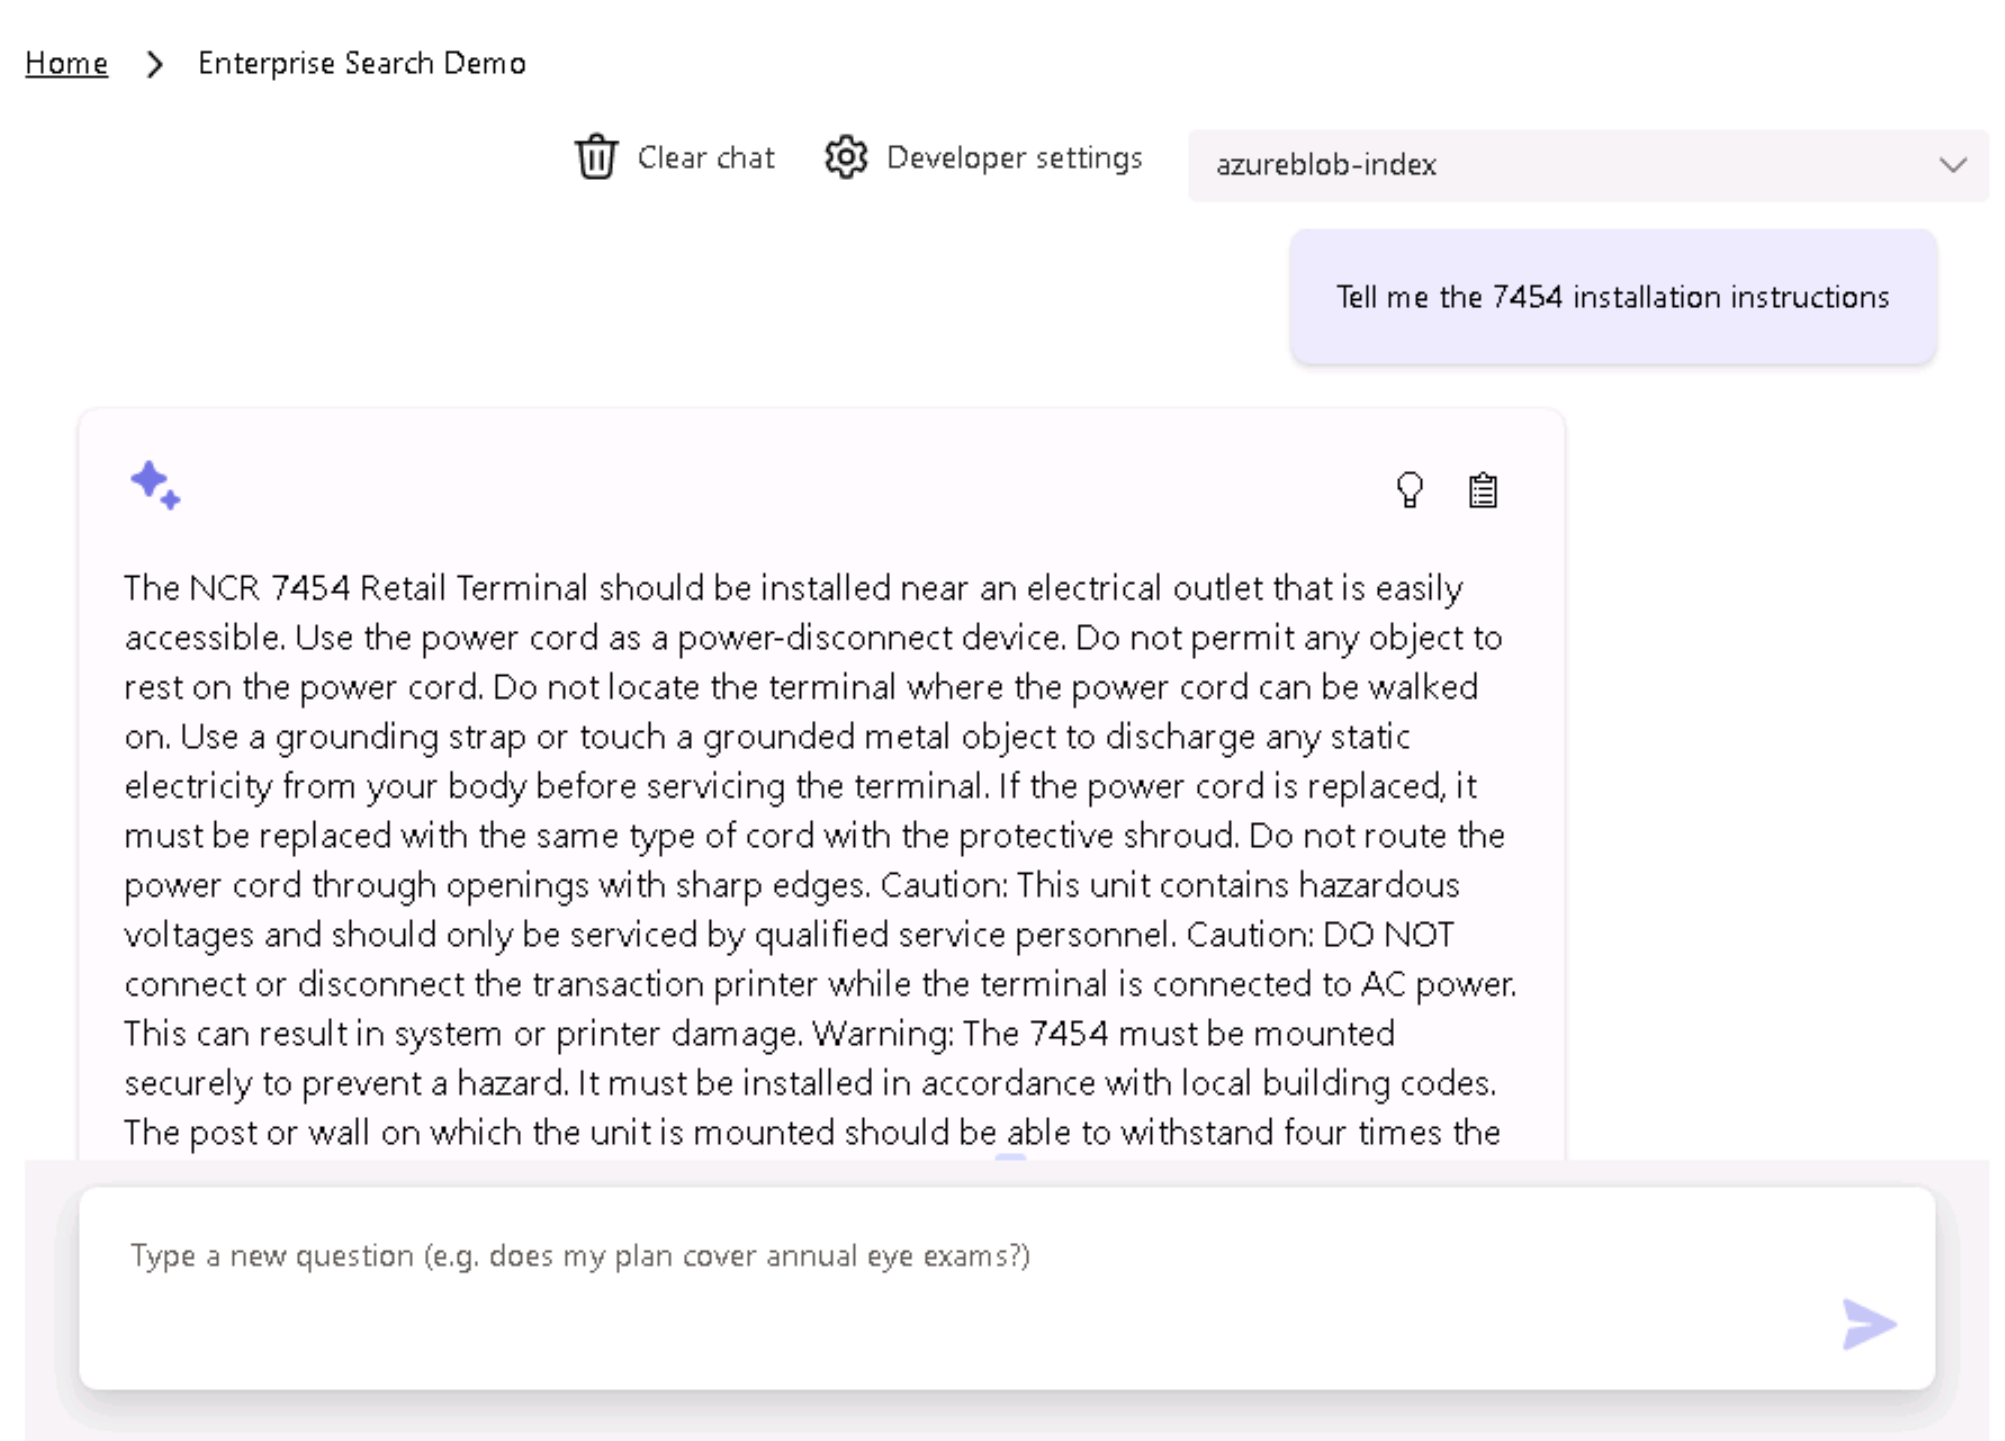 Home > Enterprise Search Demo
Clear chat Developer settings azureblob-index
Tell me the 7454 installation instructions
The NCR 7454 Retail Terminal should be installed near an electrical outlet that is easily
accessible. Use the power cord as a power-disconnect device. Do not permit any object to
rest on the power cord. Do not locate the terminal where the power cord can be walked
on. Use a grounding strap or touch a grounded metal object to discharge any static
electricity from your body before servicing the terminal. If the power cord is replaced, it
must be replaced with the same type of cord with the protective shroud. Do not route the
power cord through openings with sharp edges. Caution: This unit contains hazardous
voltages and should only be serviced by qualified service personnel. Caution: DO NOT
connect or disconnect the transaction printer while the terminal is connected to AC power.
This can result in system or printer damage. Warning: The 7454 must be mounted
securely to prevent a hazard. It must be installed in accordance with local building codes.
The post or wall on which the unit is mounted should be able to withstand four times the
Type a new question (e.g. does my plan cover annual eye exams?)